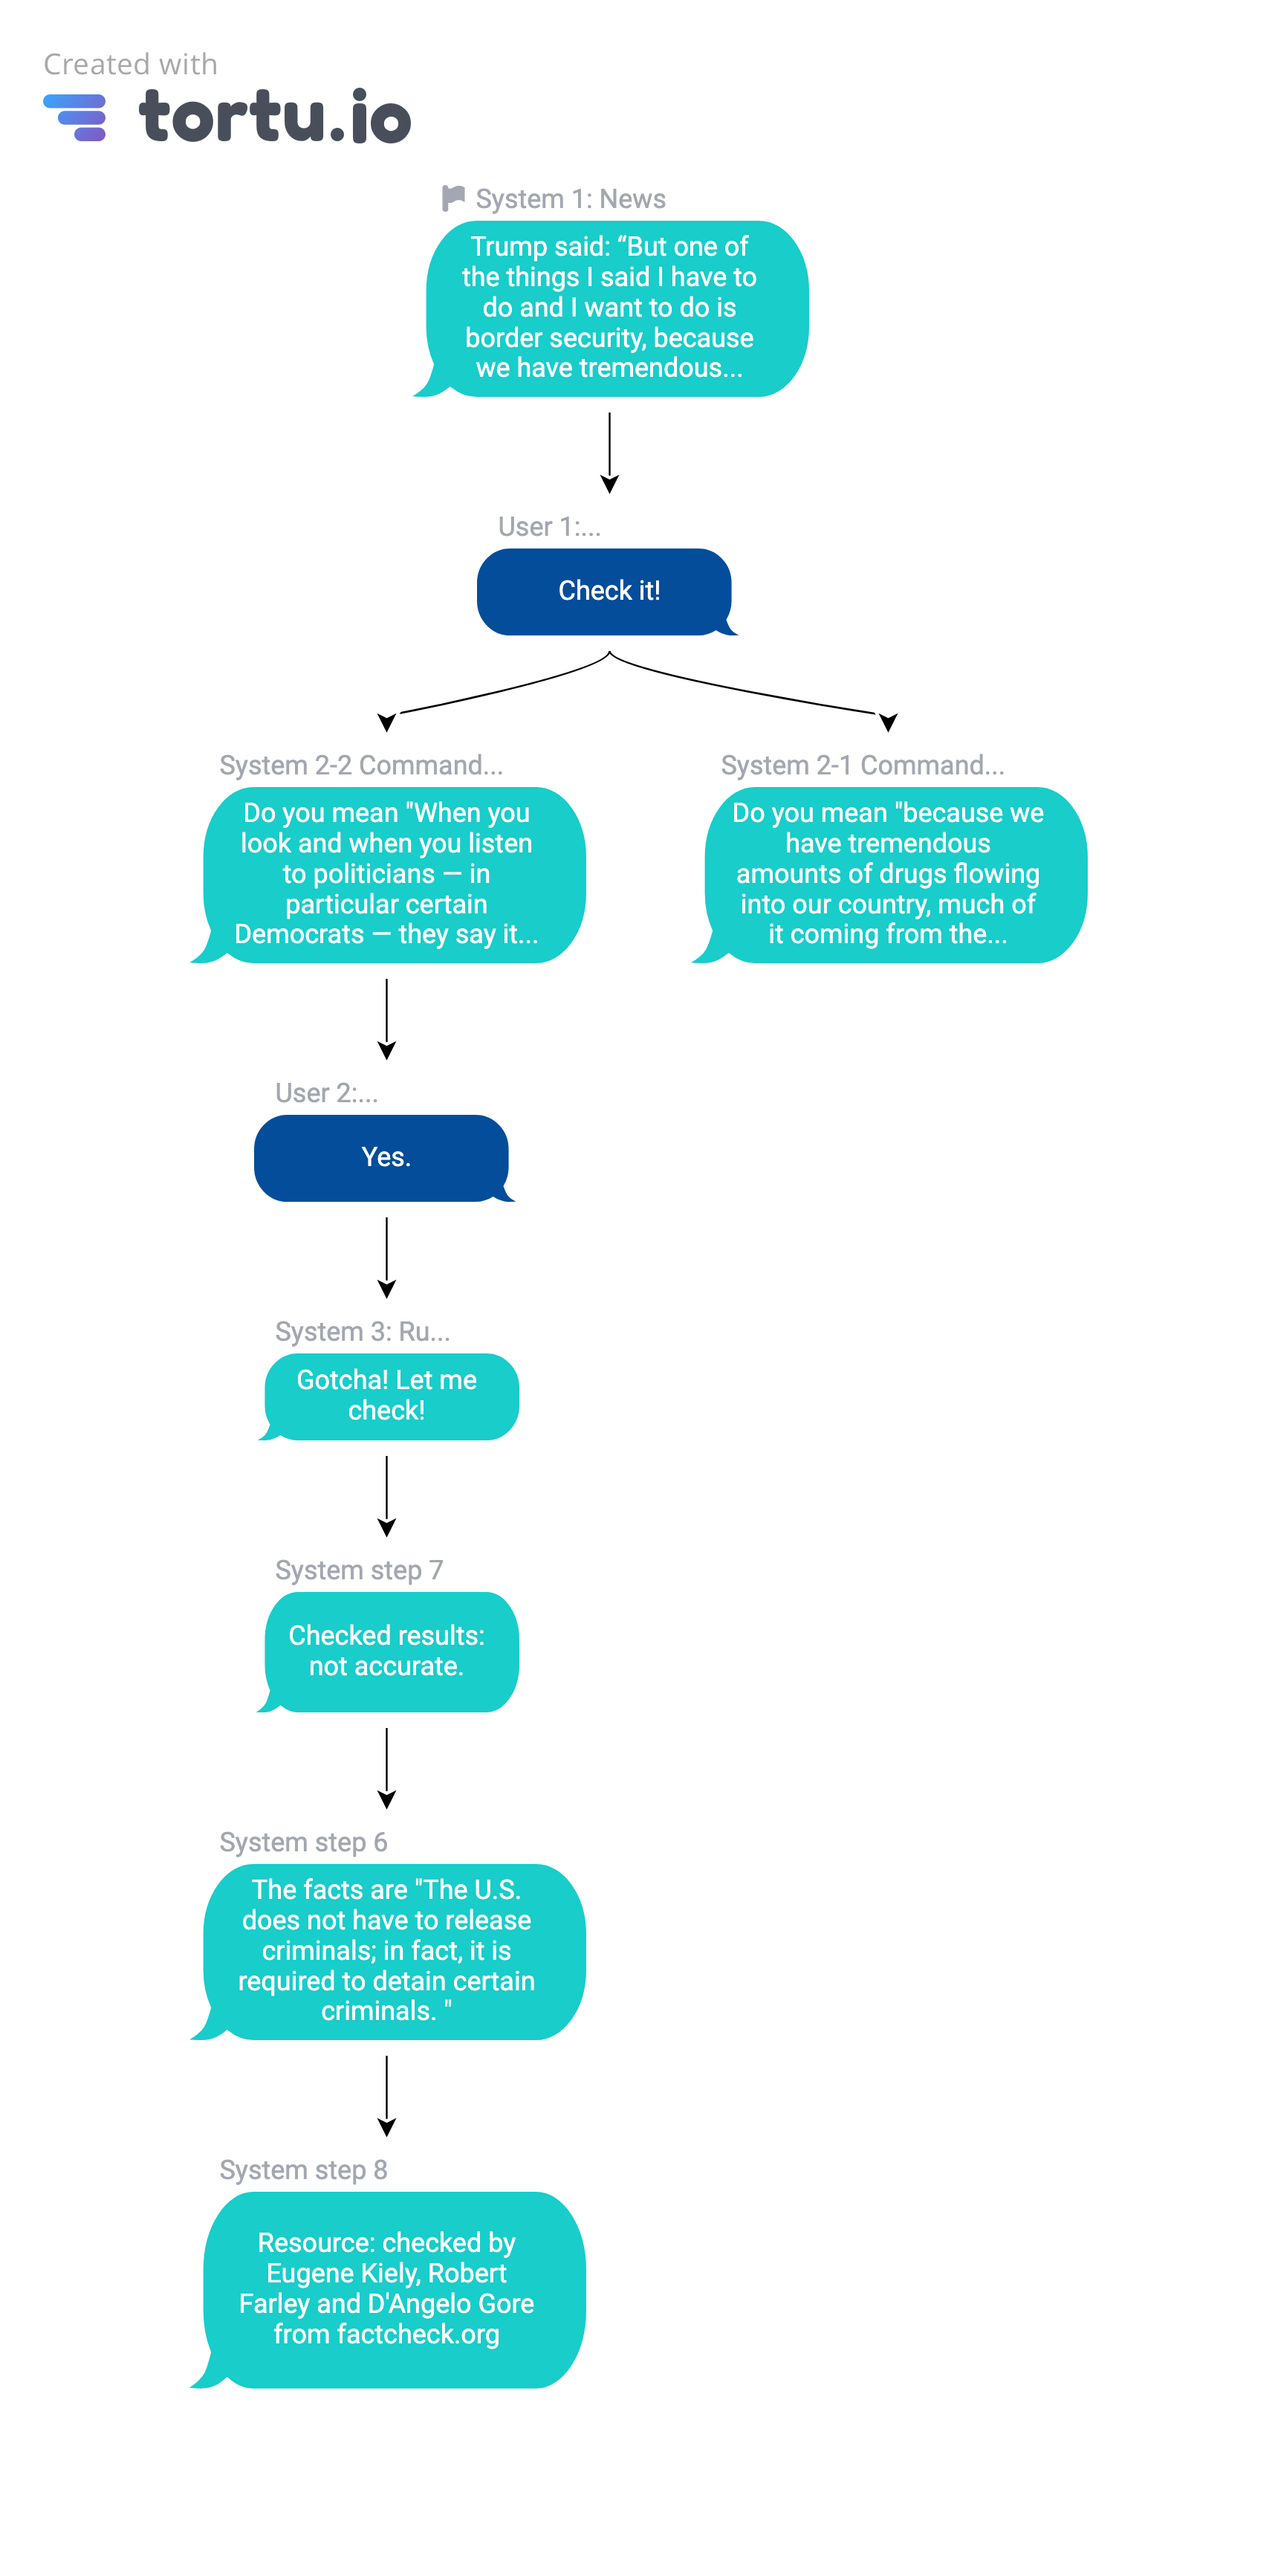 Created with
tortu.io
System 1: News
Trump said: “But one of
the things I said I have to
do and I want to do is
border security, because
we have tremendous...
User 1:...
Check it!
System 2-2 Command...
Do you mean "When you
look and when you listen
to politicians — in
particular certain
Democrats — they say it...
System 2-1 Command...
Do you mean "because we
have tremendous
amounts of drugs flowing
into our country, much of
it coming from the...
User 2:...
Yes.
System 3: Ru...
Gotcha! Let me
check!
System step 7
Checked results:
not accurate.
System step 6
The facts are "The U.S.
does not have to release
criminals; in fact, it is
required to detain certain
criminals. "
System step 8
Resource: checked by
Eugene Kiely, Robert
Farley and D'Angelo Gore
from factcheck.org